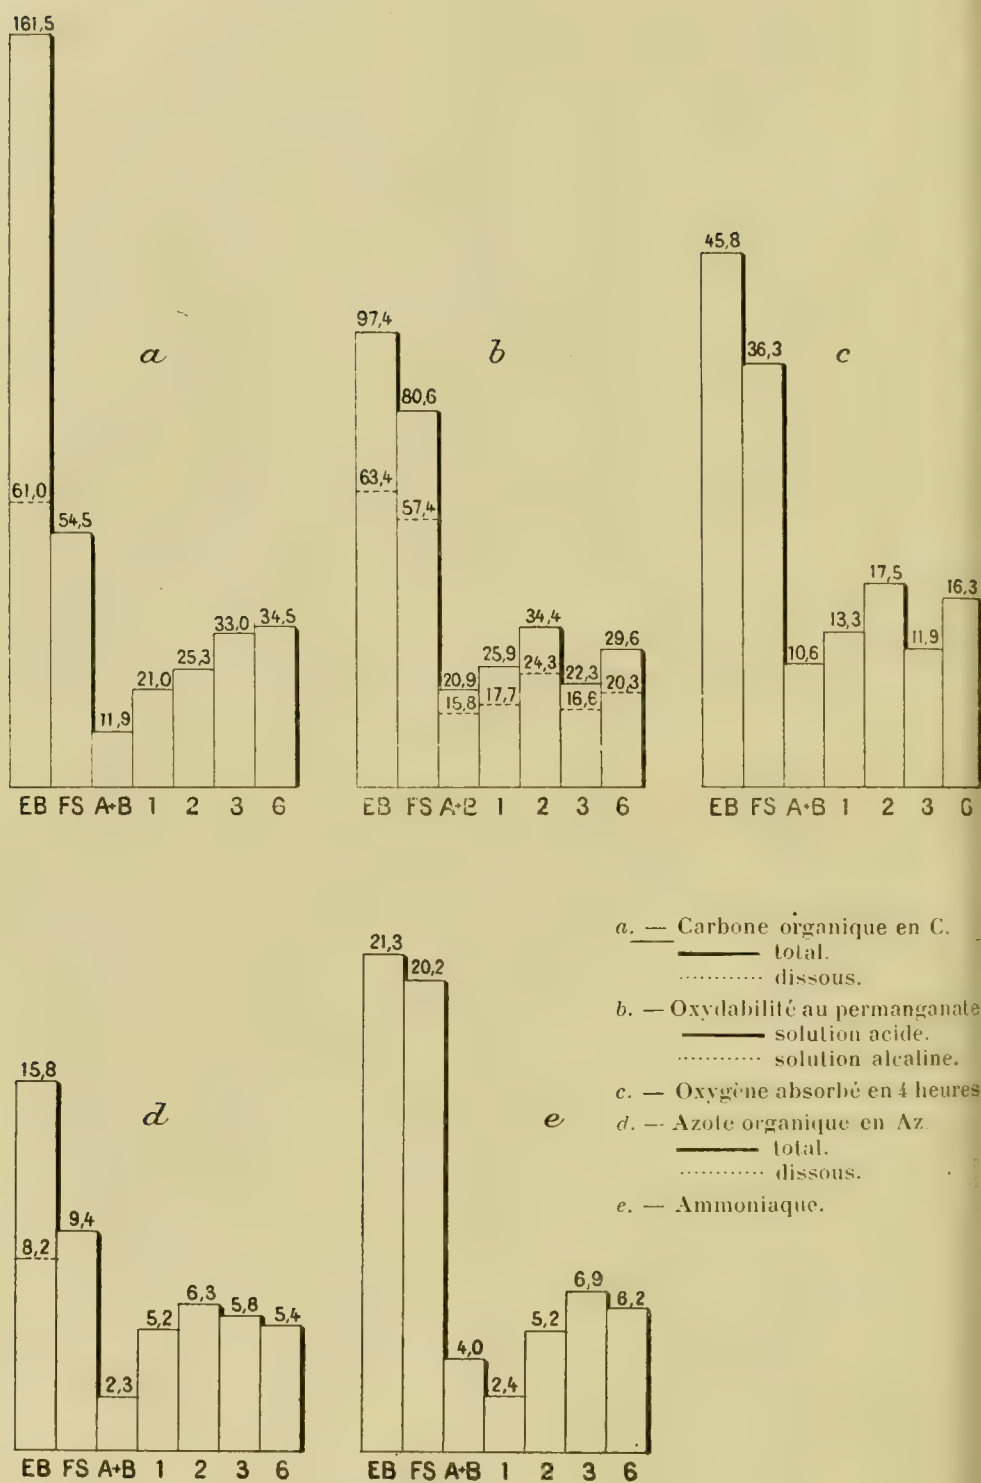 161,5
61,0
54,5
11,9
21,0
25,3
33,0
34,5
a
EB FS A+B 1 2 3 6
97,4
63,4
80,6
57,4
20,9
15,8
25,9
17,7
34,4
24,3
22,3
16,6
29,6
20,3
b
EB FS A+B 1 2 3 6
45,8
36,3
10,6
13,3
17,5
11,9
16,3
c
EB FS A+B 1 2 3 6
15,8
8,2
9,4
2,3
5,2
6,3
5,8
5,4
d
EB FS A+B 1 2 3 6
21,3
20,2
4,0
2,4
5,2
6,9
6,2
e
EB FS A+B 1 2 3 6
a. — Carbone organique en C.
total.
dissous.
b. — Oxydabilité au permanganate
solution acide.
solution alcaline.
c. — Oxygène absorbé en 4 heures
d. — Azote organique en Az
total.
dissous.
e. — Ammoniaque.